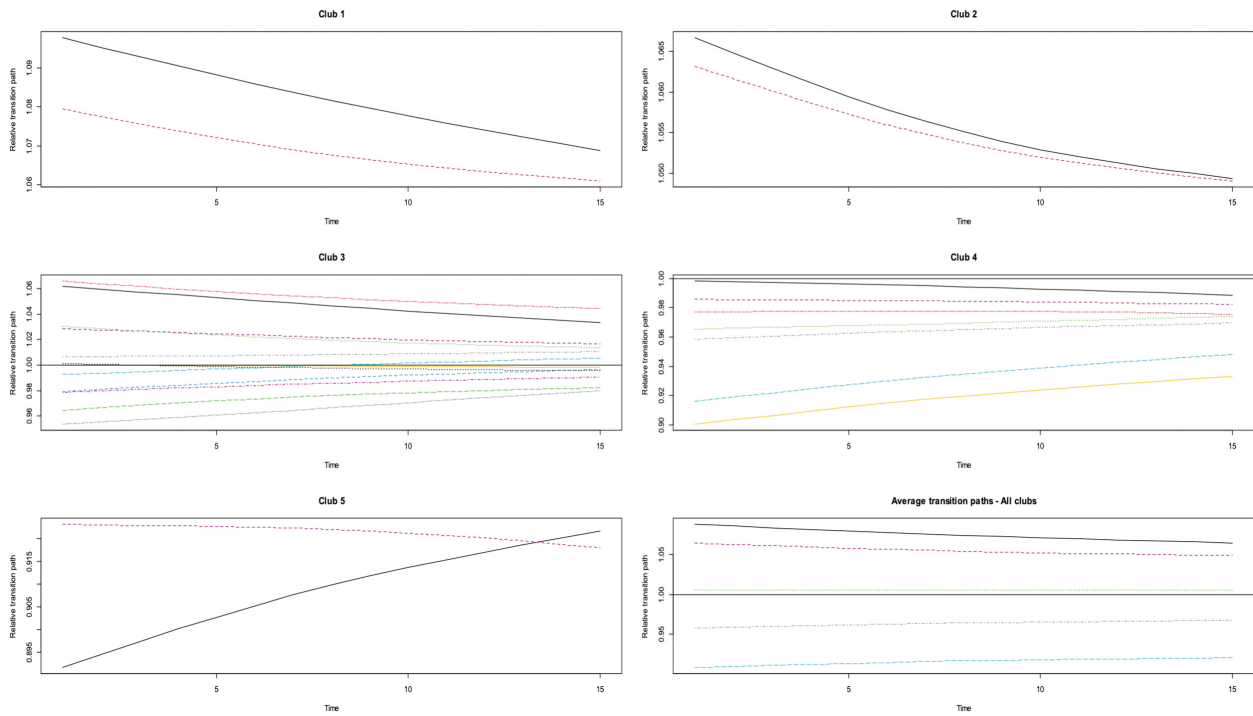 Club 1
Relative transition path
1.06 1.07 1.08 1.09
5 10 15
Time
Club 2
Relative transition path
1.050 1.055 1.060 1.065
5 10 15
Time
Club 3
Relative transition path
0.96 0.98 1.00 1.02 1.04 1.06
5 10 15
Time
Club 4
Relative transition path
0.90 0.92 0.94 0.96 0.98 1.00
5 10 15
Time
Club 5
Relative transition path
0.895 0.905 0.915
5 10 15
Time
Average transition paths - All clubs
Relative transition path
0.95 1.00 1.05
5 10 15
Time